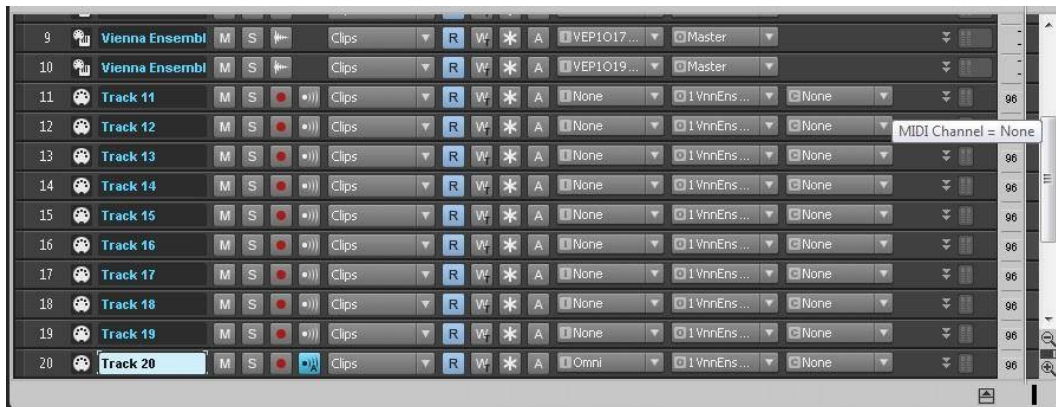 9 Vienna Ensembl M S Clips R W * A I VEP1O17... O Master
10 Vienna Ensembl M S Clips R W * A I VEP1O19... O Master
11 Track 11 M S Clips R W * A I None O 1 VnnEns... C None 96
12 Track 12 M S Clips R W * A I None O 1 VnnEns... C None MIDI Channel = None
13 Track 13 M S Clips R W * A I None O 1 VnnEns... C None 96
14 Track 14 M S Clips R W * A I None O 1 VnnEns... C None 96
15 Track 15 M S Clips R W * A I None O 1 VnnEns... C None 96
16 Track 16 M S Clips R W * A I None O 1 VnnEns... C None 96
17 Track 17 M S Clips R W * A I None O 1 VnnEns... C None 96
18 Track 18 M S Clips R W * A I None O 1 VnnEns... C None 96
19 Track 19 M S Clips R W * A I None O 1 VnnEns... C None 96
20 Track 20 M S A Clips R W * A I Omni O 1 VnnEns... C None 96